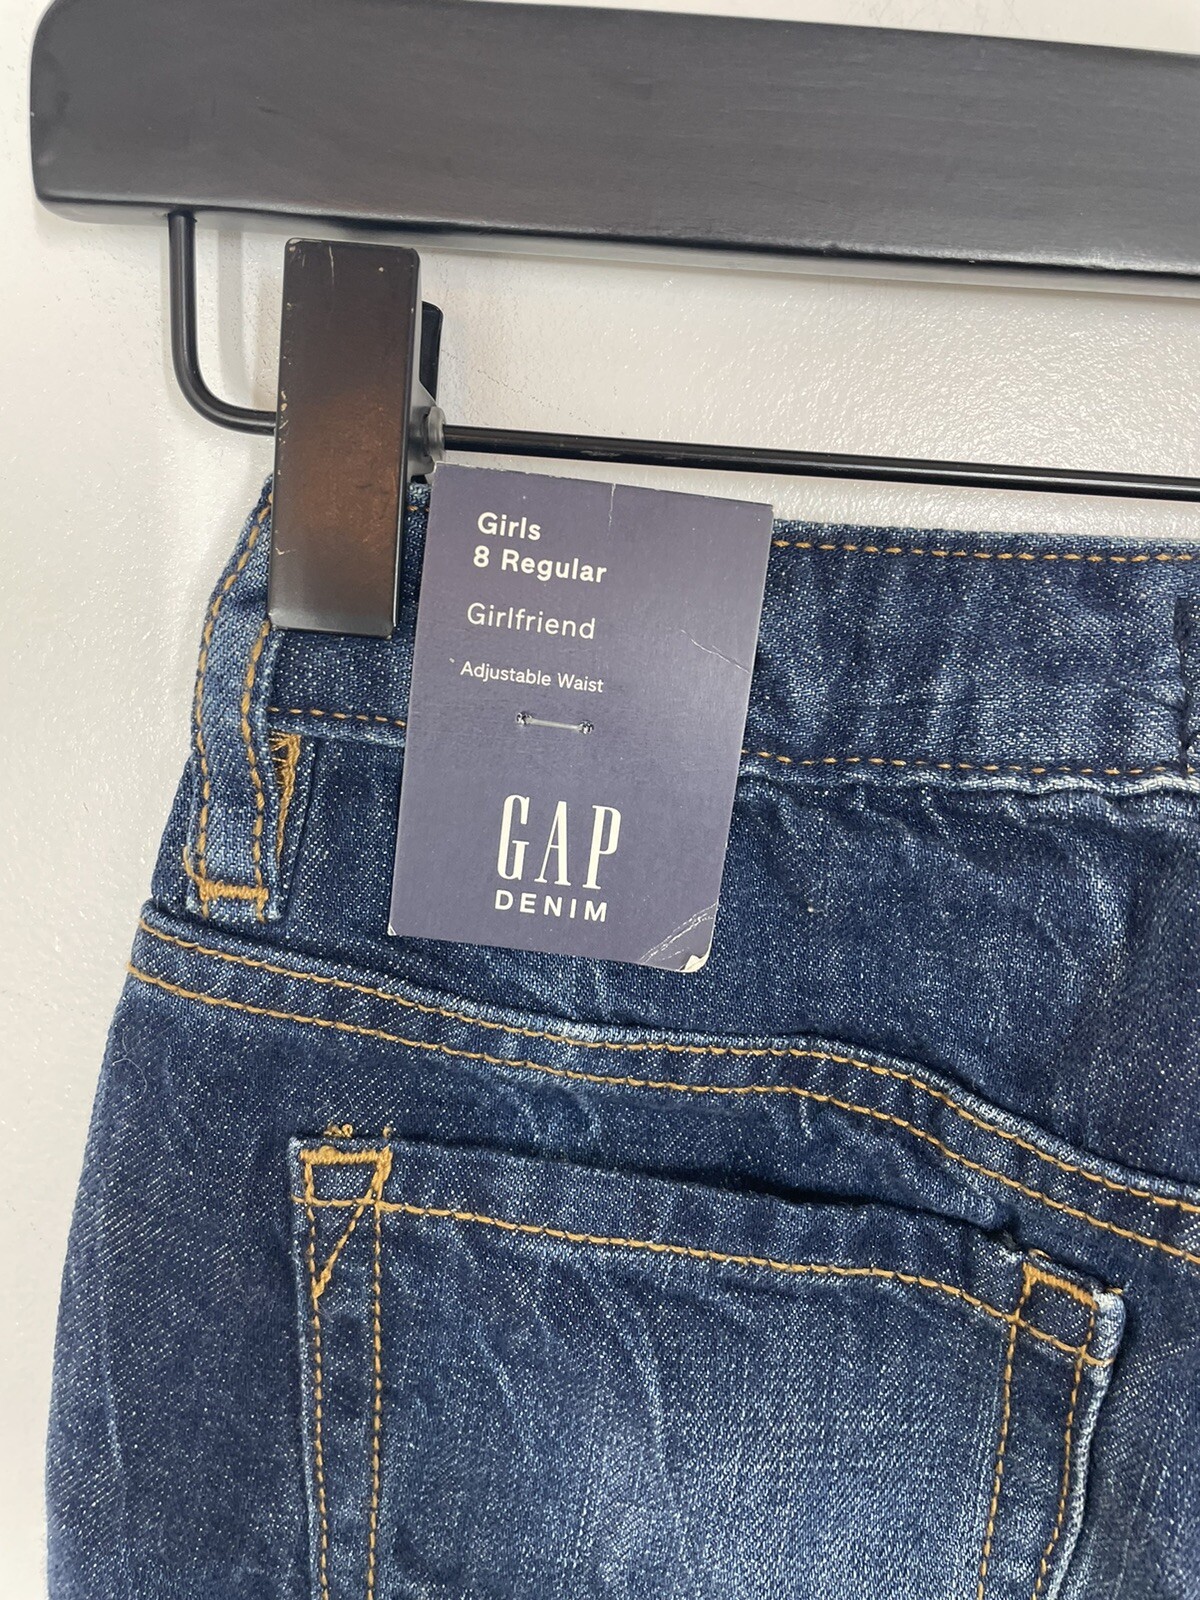 Girls
8 Regular
Girlfriend
Adjustable Waist
GAP
DENIM